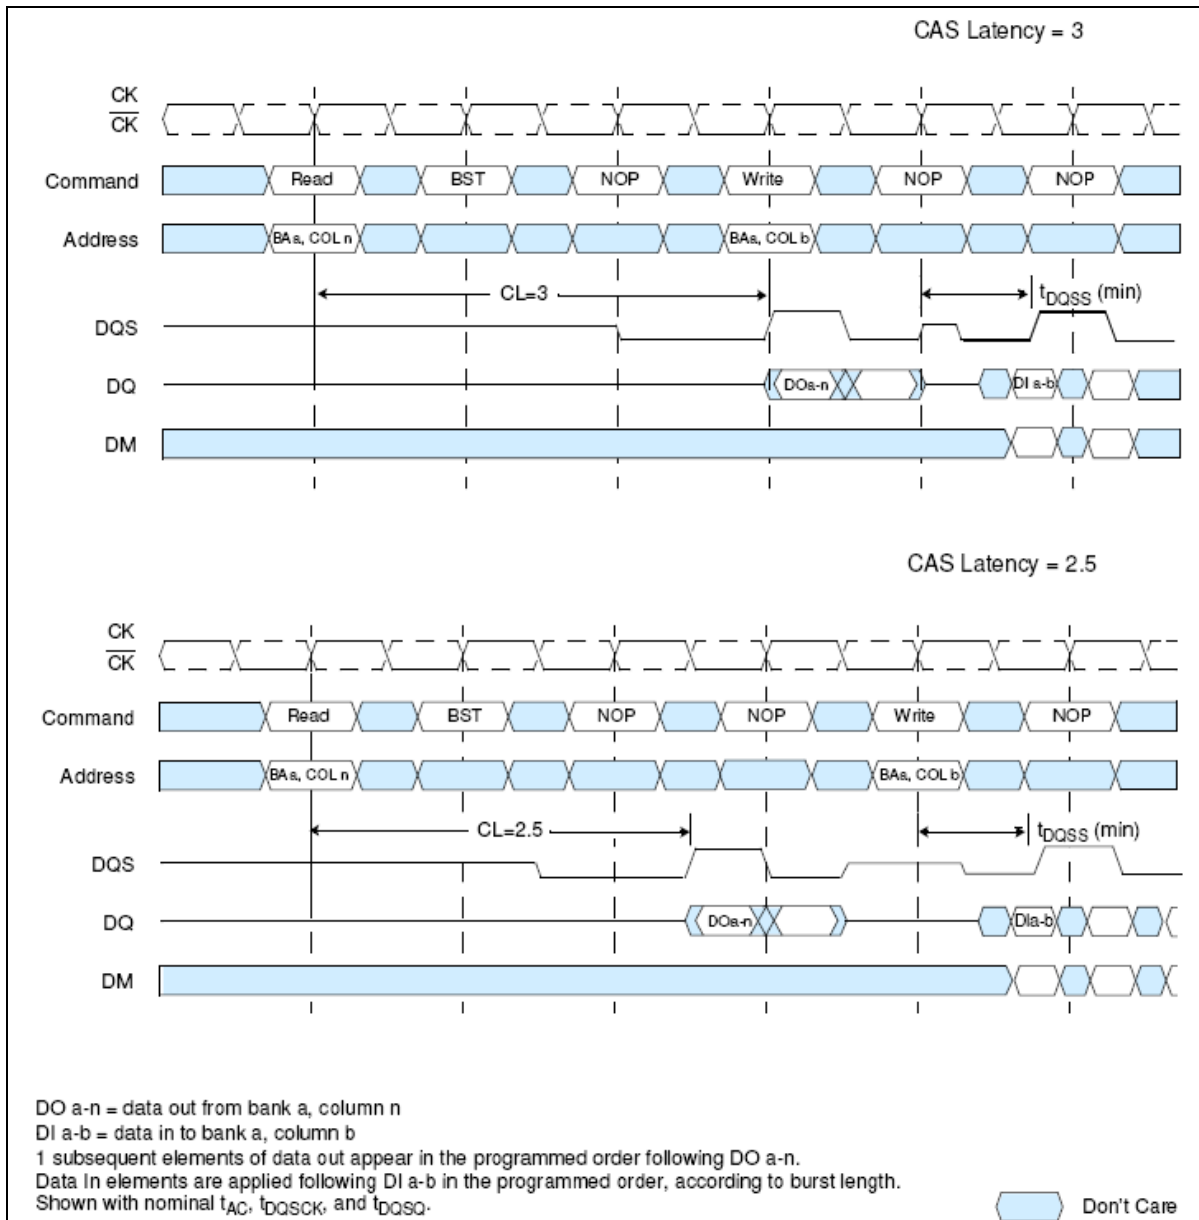 CAS Latency = 3
CK
CK
Command Read BST NOP Write NOP NOP
Address BAa, COL n BAa, COL b
CL=3 tDQSS (min)
DQS
DQ DOa-n DI a-b
DM
CAS Latency = 2.5
CK
CK
Command Read BST NOP NOP Write NOP
Address BAa, COL n BAa, COL b
CL=2.5 tDQSS (min)
DQS
DQ DOa-n DIa-b
DM
DO a-n = data out from bank a, column n
DI a-b = data in to bank a, column b
1 subsequent elements of data out appear in the programmed order following DO a-n.
Data In elements are applied following DI a-b in the programmed order, according to burst length.
Shown with nominal tAC, tDQSCK, and tDQSQ.
Don't Care